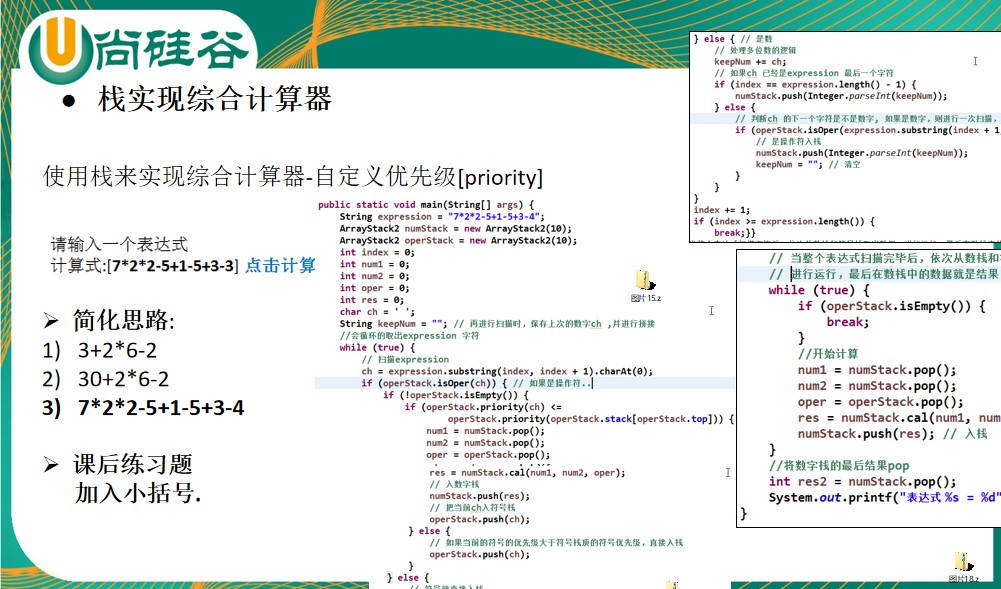 尚硅谷
● 栈实现综合计算器
使用栈来实现综合计算器-自定义优先级[priority]
请输入一个表达式
计算式:[7*2*2-5+1-5+3-3] 点击计算
➢ 简化思路:
1) 3+2*6-2
2) 30+2*6-2
3) 7*2*2-5+1-5+3-4
➢ 课后练习题
加入小括号.
public static void main(String[] args) {
String expression = "7*2*2-5+1-5+3-4";
ArrayStack2 numStack = new ArrayStack2(10);
ArrayStack2 operStack = new ArrayStack2(10);
int index = 0;
int num1 = 0;
int num2 = 0;
int oper = 0;
int res = 0;
char ch = ' ';
String keepNum = ""; // 再进行扫描时，保存上次的数字ch ,并进行拼接
//会循环的取出expression 字符
while (true) {
// 扫描expression
ch = expression.substring(index, index + 1).charAt(0);
if (operStack.isOper(ch)) { // 如果是操作符..
if (!operStack.isEmpty()) {
if (operStack.priority(ch) <=
operStack.priority(operStack.stack[operStack.top])) {
num1 = numStack.pop();
num2 = numStack.pop();
oper = operStack.pop();
res = numStack.cal(num1, num2, oper);
// 入数字栈
numStack.push(res);
// 把当前ch入符号栈
operStack.push(ch);
} else {
// 如果当前的符号的优先级大于符号栈顶的符号优先级，直接入栈
operStack.push(ch);
}
} else {
图片15.z
} else { // 是数
// 处理多位数的逻辑
keepNum += ch;
// 如果ch 已经是expression 最后一个字符
if (index == expression.length() - 1) {
numStack.push(Integer.parseInt(keepNum));
} else {
// 判断ch 的下一个字符是不是数字, 如果是数字，则进行一次扫描，
if (operStack.isOper(expression.substring(index + 1
// 是操作符入栈
numStack.push(Integer.parseInt(keepNum));
keepNum = ""; // 清空
}
}
}
index += 1;
if (index >= expression.length()) {
break;}}
// 当整个表达式扫描完毕后，依次从数栈和
// 进行运行，最后在数栈中的数据就是结果
while (true) {
if (operStack.isEmpty()) {
break;
}
//开始计算
num1 = numStack.pop();
num2 = numStack.pop();
oper = operStack.pop();
res = numStack.cal(num1, num
numStack.push(res); // 入栈
}
//将数字栈的最后结果pop
int res2 = numStack.pop();
System.out.printf("表达式 %s = %d"
}
图片18.z